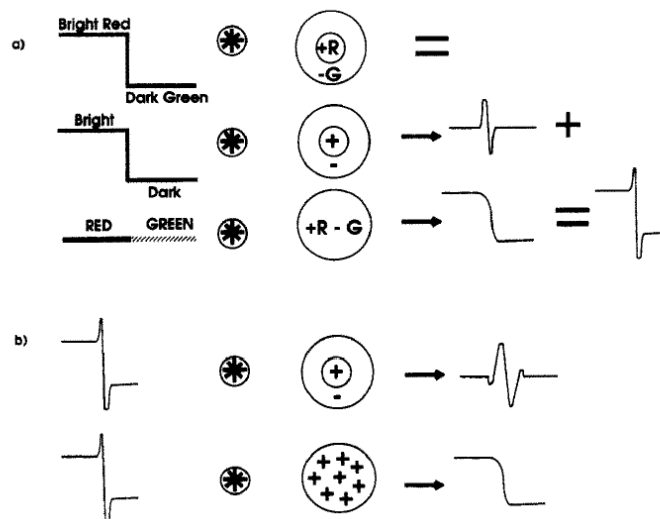 a)
Bright Red
Dark Green
+R
-G
=
Bright
Dark
+
-
+
RED
GREEN
+R - G
=
b)
+
-
+ + + + + + + +